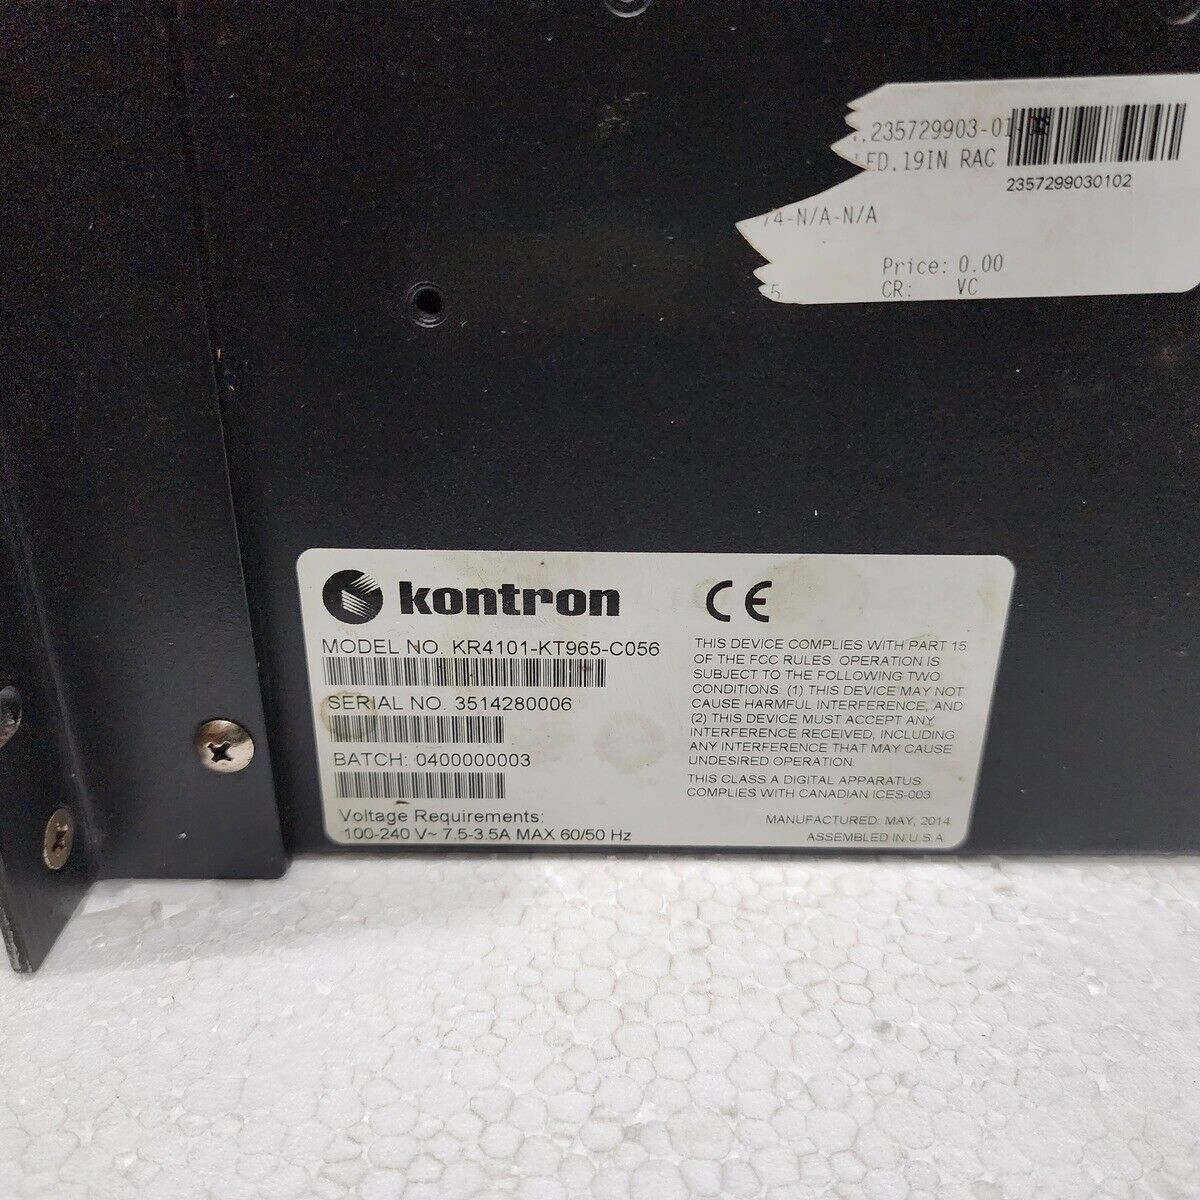 .235729903-01
ED.19IN RAC
2357299030102
74-N/A-N/A
Price: 0.00
5
CR: VC
kontron
CE
MODEL NO. KR4101-KT965-C056
SERIAL NO. 3514280006
BATCH: 0400000003
Voltage Requirements:
100-240 V~ 7.5-3.5A MAX 60/50 Hz
THIS DEVICE COMPLIES WITH PART 15
OF THE FCC RULES. OPERATION IS
SUBJECT TO THE FOLLOWING TWO
CONDITIONS. (1) THIS DEVICE MAY NOT
CAUSE HARMFUL INTERFERENCE, AND
(2) THIS DEVICE MUST ACCEPT ANY
INTERFERENCE RECEIVED, INCLUDING
ANY INTERFERENCE THAT MAY CAUSE
UNDESIRED OPERATION.
THIS CLASS A DIGITAL APPARATUS
COMPLIES WITH CANADIAN ICES-003
MANUFACTURED: MAY, 2014
ASSEMBLED IN U.S.A.